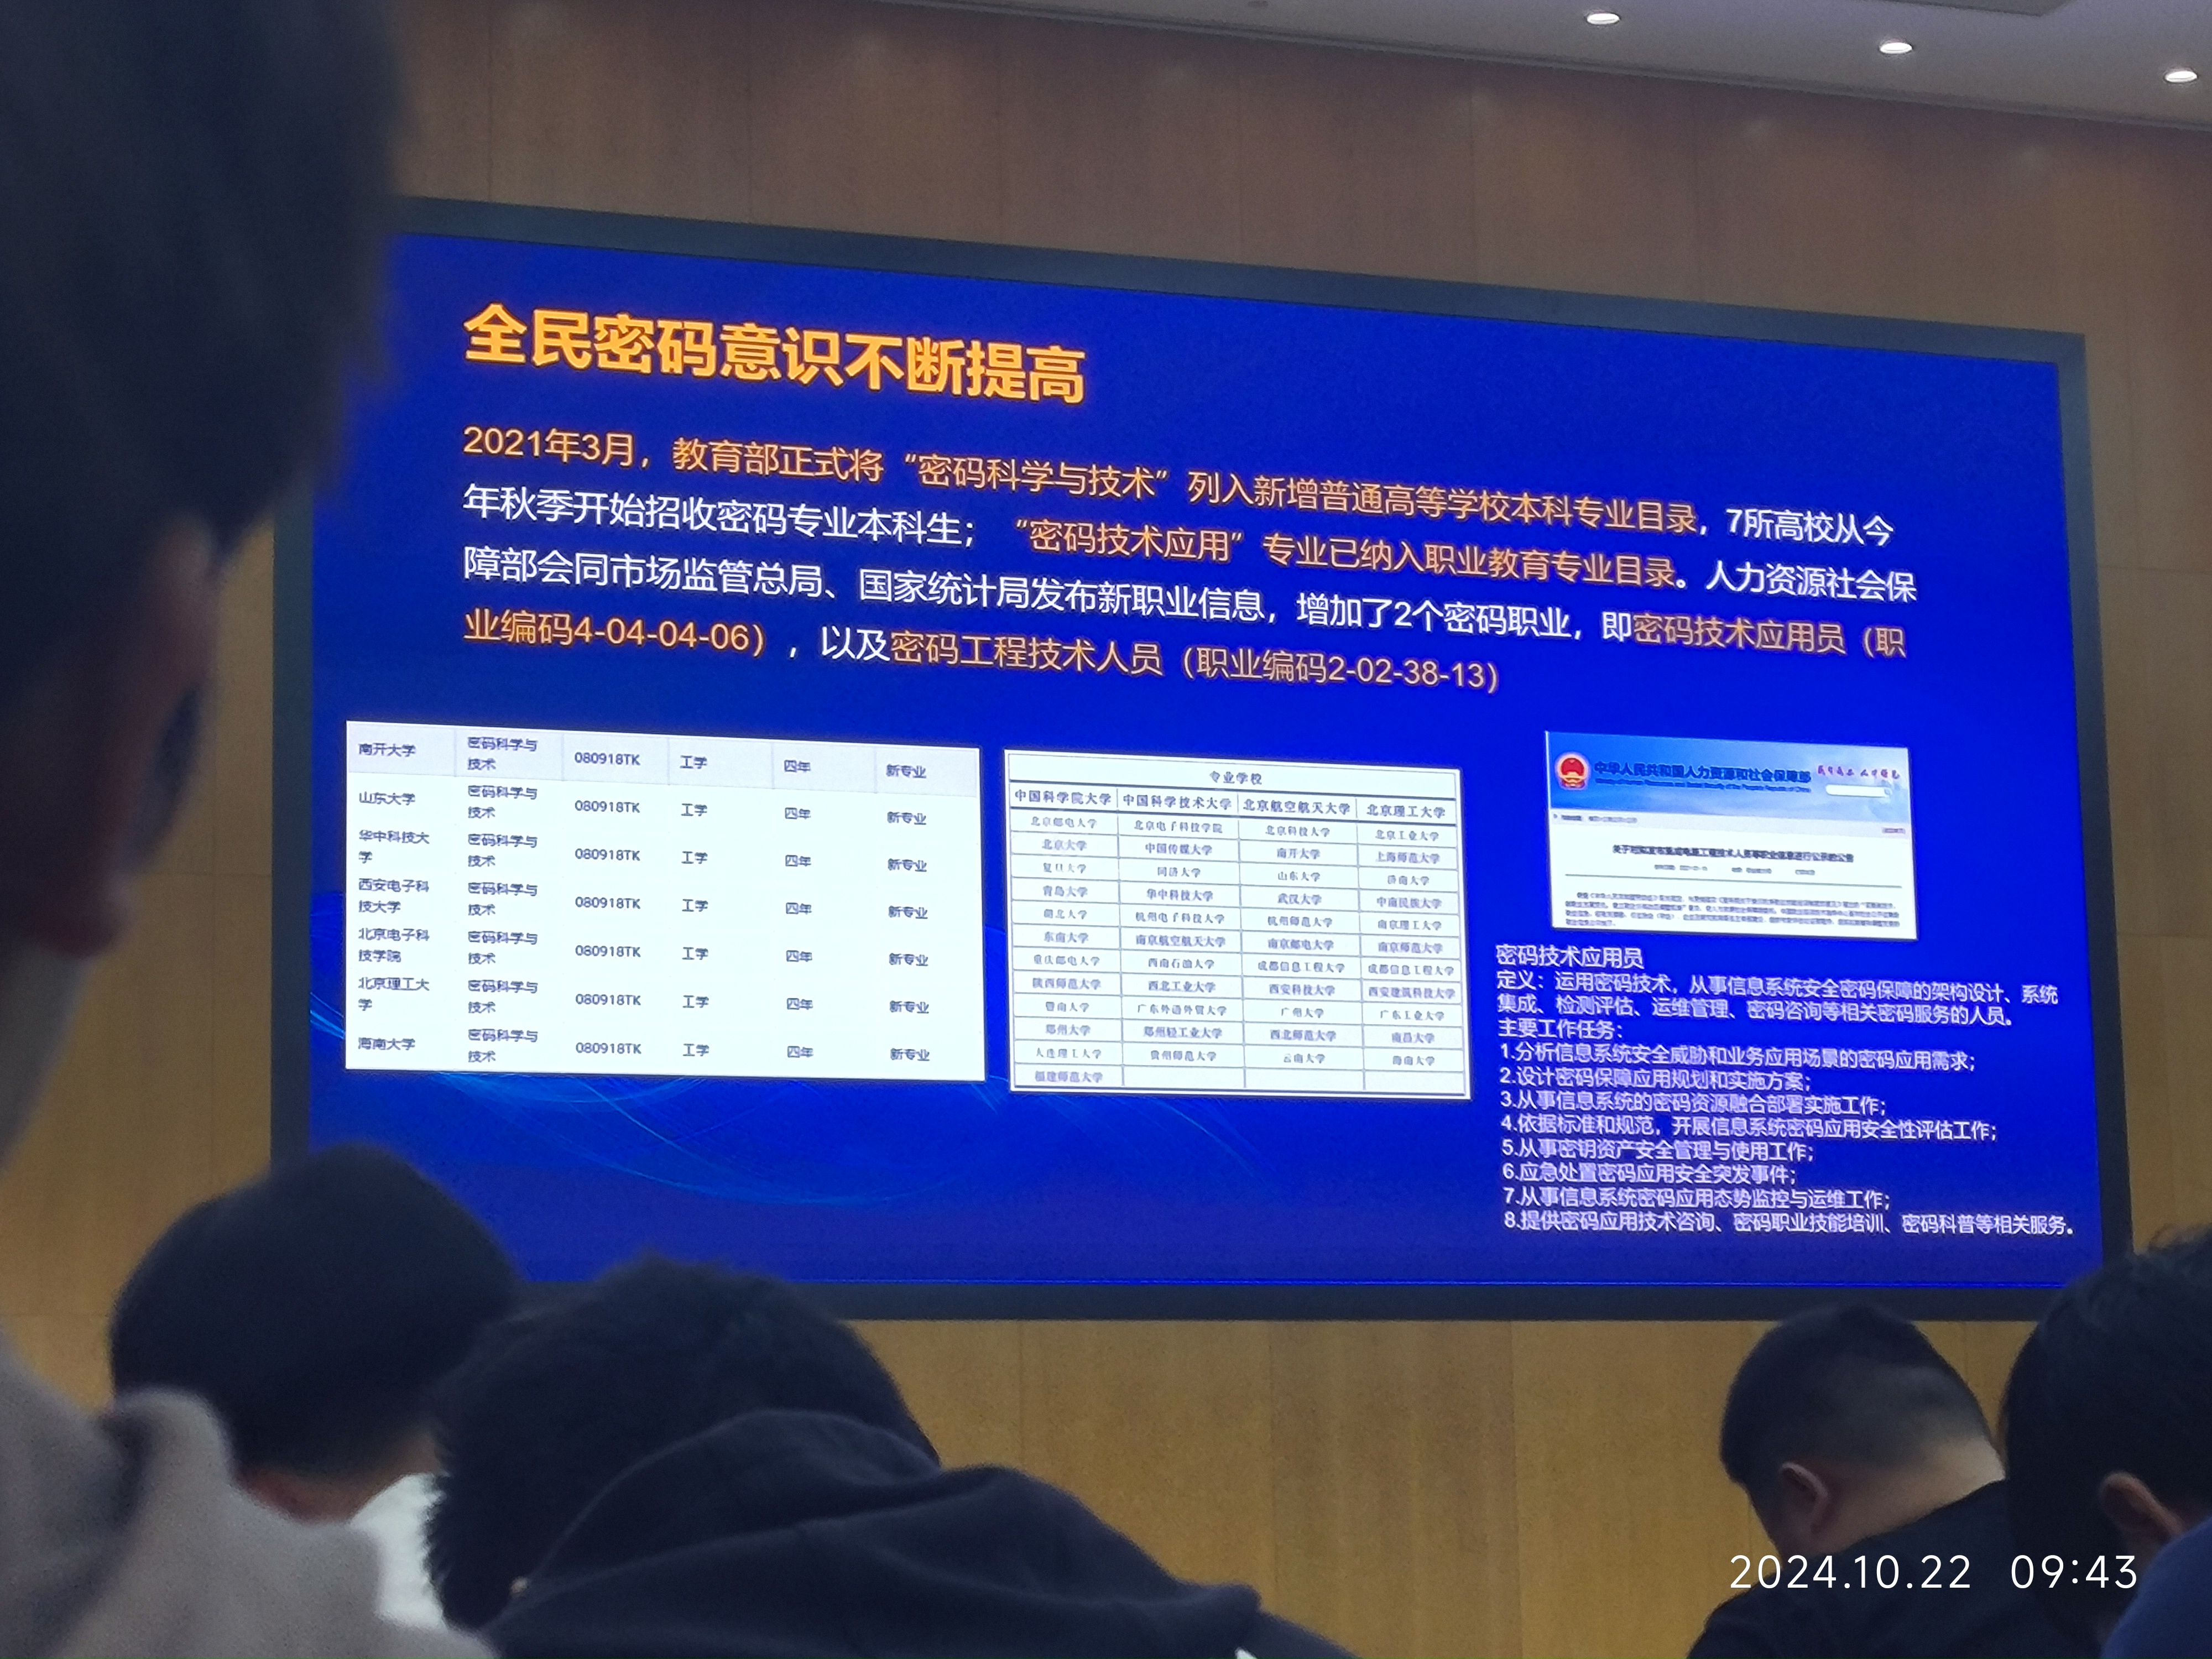 全民密码意识不断提高
2021年3月，教育部正式将“密码科学与技术”列入新增普通高等学校本科专业目录，7所高校从今
年秋季开始招收密码专业本科生；“密码技术应用”专业已纳入职业教育专业目录。人力资源社会保
障部会同市场监管总局、国家统计局发布新职业信息，增加了2个密码职业，即密码技术应用员（职
业编码4-04-04-06），以及密码工程技术人员（职业编码2-02-38-13）
南开大学 密码科学与技术 080918TK 工学 四年 新专业
山东大学 密码科学与技术 080918TK 工学 四年 新专业
华中科技大学 密码科学与技术 080918TK 工学 四年 新专业
西安电子科技大学 密码科学与技术 080918TK 工学 四年 新专业
北京电子科技学院 密码科学与技术 080918TK 工学 四年 新专业
北京理工大学 密码科学与技术 080918TK 工学 四年 新专业
海南大学 密码科学与技术 080918TK 工学 四年 新专业
专业学校
中国科学院大学 中国科学技术大学 北京航空航天大学 北京理工大学
北京邮电大学 北京电子科技学院 北京科技大学 北京工业大学
北京大学 中国传媒大学 南开大学 上海师范大学
复旦大学 同济大学 山东大学 济南大学
青岛大学 华中科技大学 武汉大学 中南民族大学
湖北大学 杭州电子科技大学 杭州师范大学 南京理工大学
东南大学 南京航空航天大学 南京邮电大学 南京师范大学
重庆邮电大学 西南石油大学 成都信息工程大学 成都信息工程大学
陕西师范大学 西北工业大学 西安科技大学 西安建筑科技大学
暨南大学 广东外语外贸大学 广州大学 广东工业大学
郑州大学 郑州轻工业大学 西北师范大学 南昌大学
大连理工大学 贵州师范大学 云南大学 海南大学
福建师范大学
中华人民共和国人力资源和社会保障部
关于对拟发布集成电路工程技术人员等职业信息进行公示的公告
密码技术应用员
定义：运用密码技术，从事信息系统安全密码保障的架构设计、系统
集成、检测评估、运维管理、密码咨询等相关密码服务的人员。
主要工作任务：
1.分析信息系统安全威胁和业务应用场景的密码应用需求；
2.设计密码保障应用规划和实施方案；
3.从事信息系统的密码资源融合部署实施工作；
4.依据标准和规范，开展信息系统密码应用安全性评估工作；
5.从事密钥资产安全管理与使用工作；
6.应急处置密码应用安全突发事件；
7.从事信息系统密码应用态势监控与运维工作；
8.提供密码应用技术咨询、密码职业技能培训、密码科普等相关服务。
2024.10.22 09:43